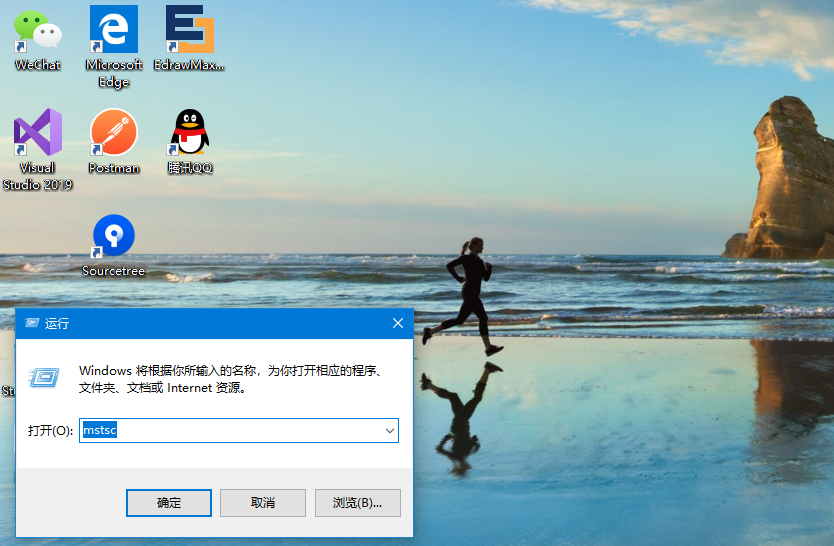 WeChat
Microsoft
Edge
EdrawMax...
Visual
Studio 2019
Postman
腾讯QQ
Sourcetree
运行
Windows 将根据你所输入的名称，为你打开相应的程序、
文件夹、文档或 Internet 资源。
打开(O):
mstsc
确定
取消
浏览(B)...